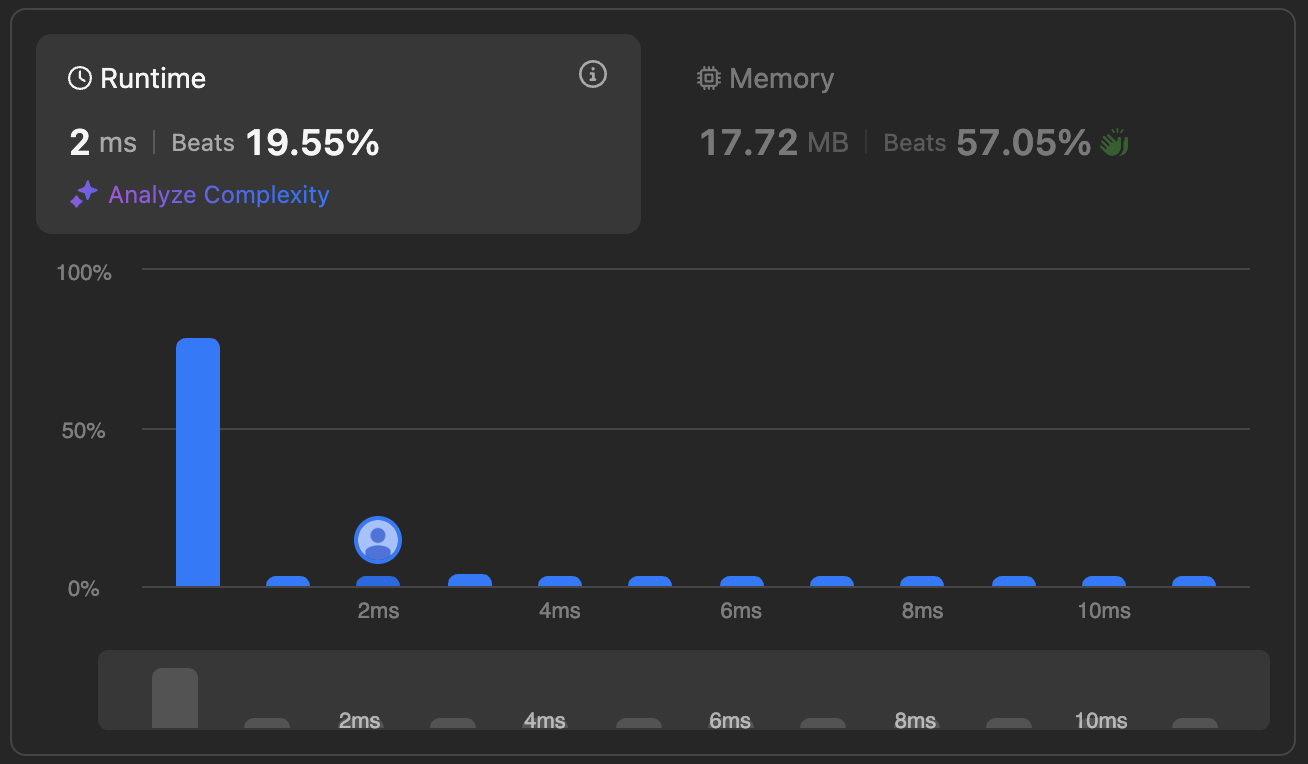 Runtime
2 ms | Beats 19.55%
Analyze Complexity
Memory
17.72 MB | Beats 57.05%
100%
50%
0%
2ms 4ms 6ms 8ms 10ms
2ms 4ms 6ms 8ms 10ms